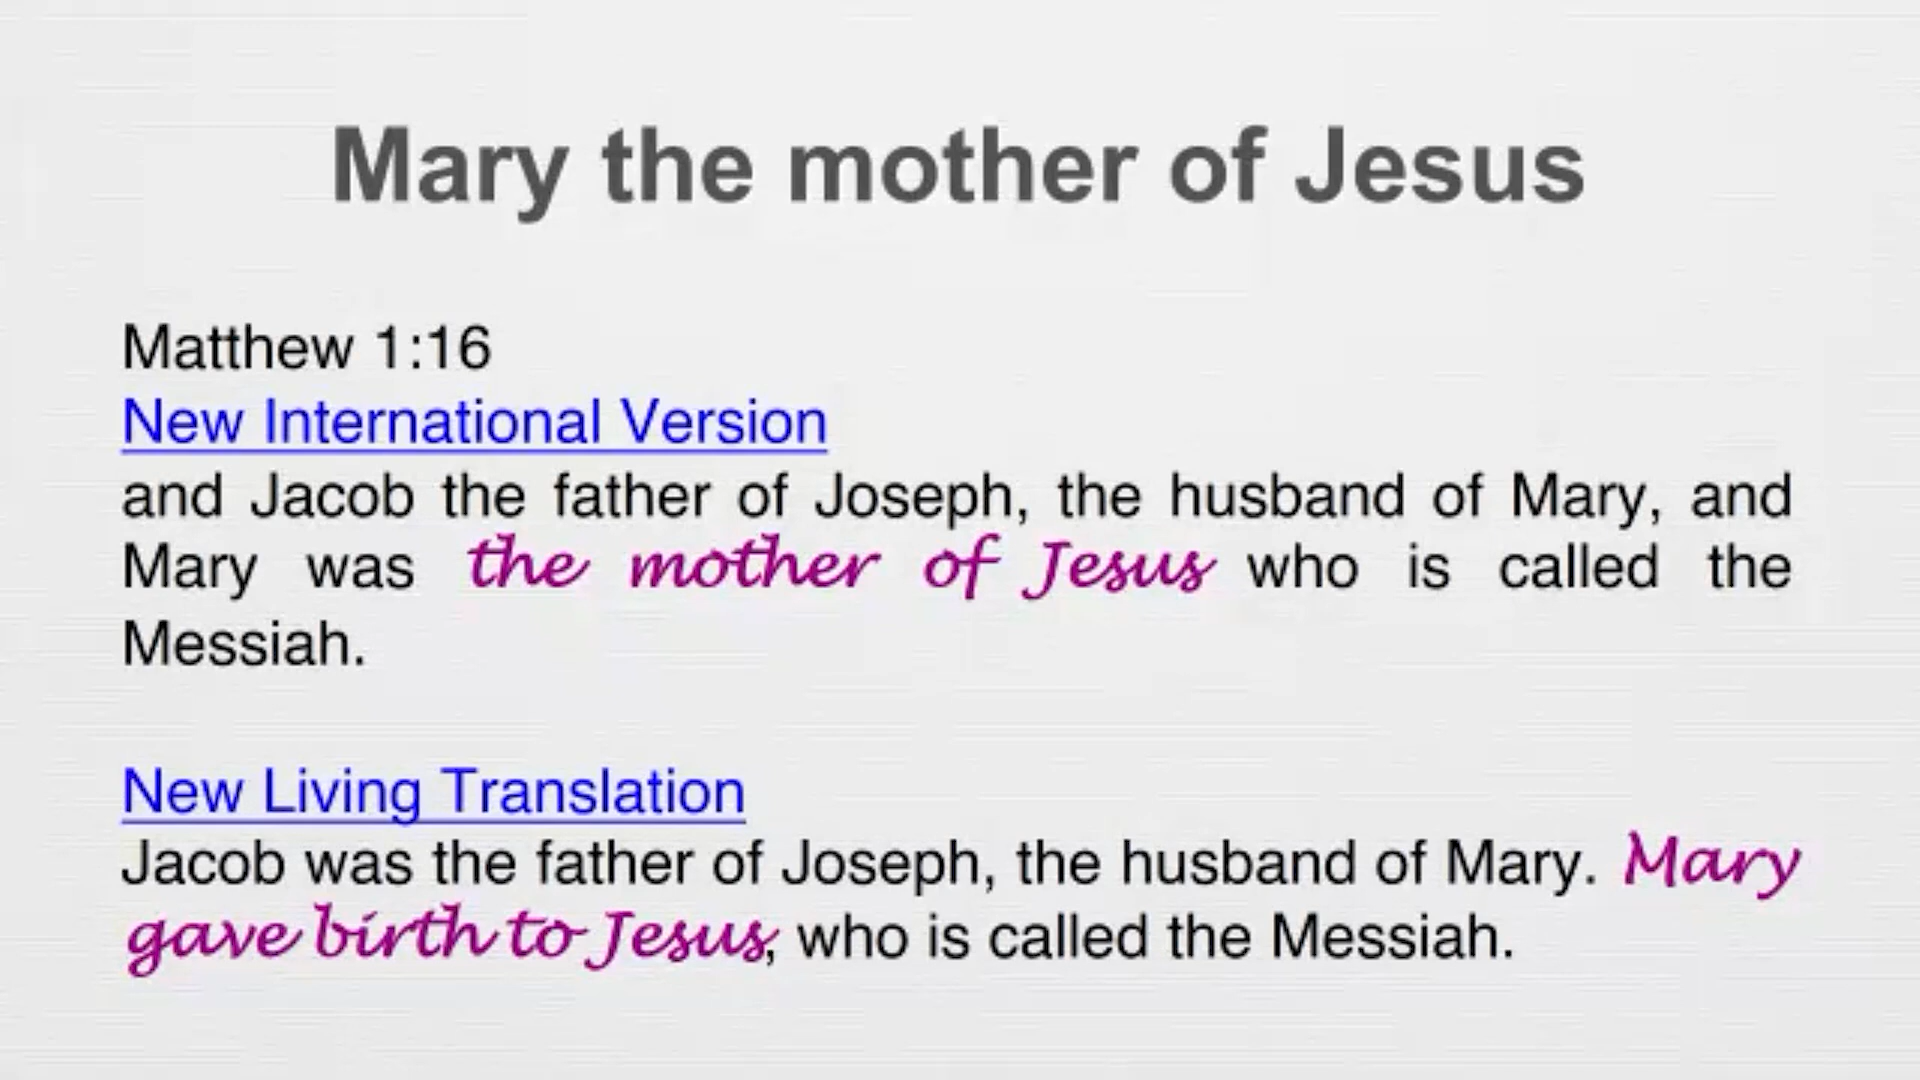 Mary the mother of Jesus
Matthew 1:16
New International Version
and Jacob the father of Joseph, the husband of Mary, and
Mary was the mother of Jesus who is called the
Messiah.
New Living Translation
Jacob was the father of Joseph, the husband of Mary. Mary
gave birth to Jesus, who is called the Messiah.